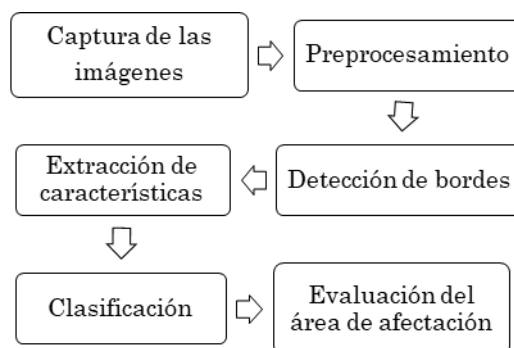 Captura de las
imágenes
Preprocesamiento
Detección de bordes
Extracción de
características
Clasificación
Evaluación del
área de afectación